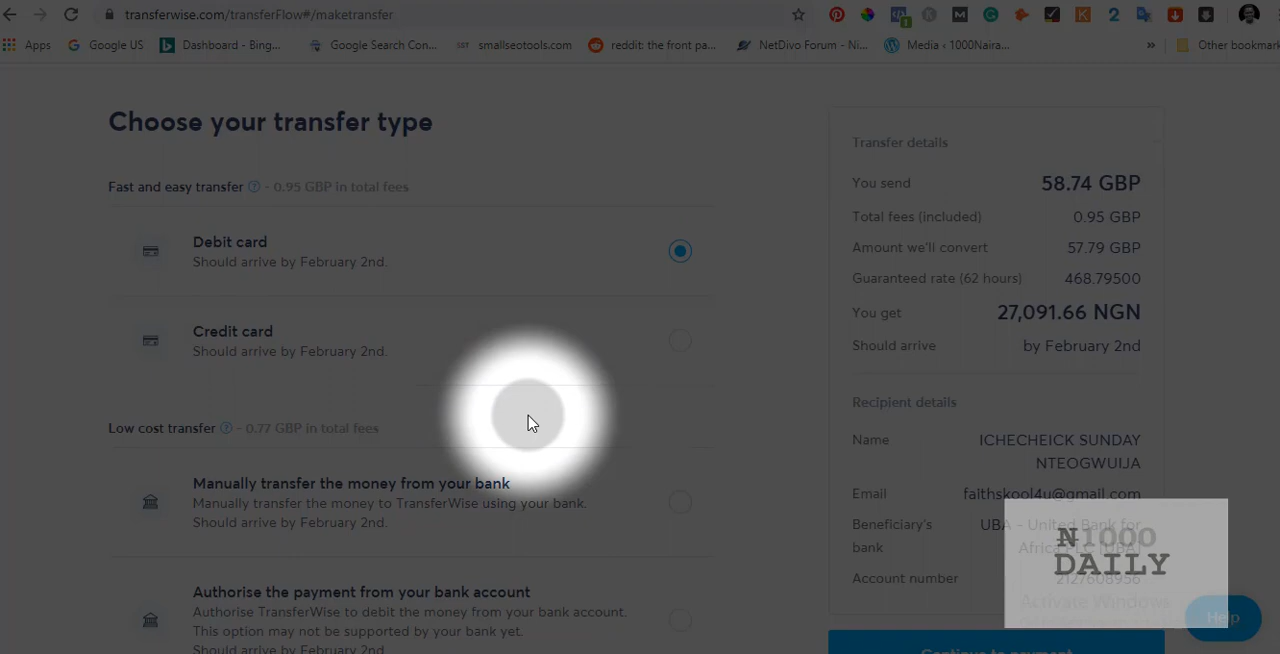 transferwise.com/transferFlow#/maketransfer
Apps
Google US
Dashboard - Bing...
Google Search Con...
SST smallseotools.com
reddit: the front pa...
NetDivo Forum - Ni...
Media ‹ 1000Naira...
»
Other bookmark
Choose your transfer type
Fast and easy transfer ? - 0.95 GBP in total fees
Debit card
Should arrive by February 2nd.
Credit card
Should arrive by February 2nd.
Low cost transfer ? - 0.77 GBP in total fees
Manually transfer the money from your bank
Manually transfer the money to TransferWise using your bank.
Should arrive by February 2nd.
Authorise the payment from your bank account
Authorise TransferWise to debit the money from your bank account.
This option may not be supported by your bank yet.
Should arrive by February 2nd.
Transfer details
You send 58.74 GBP
Total fees (included) 0.95 GBP
Amount we'll convert 57.79 GBP
Guaranteed rate (62 hours) 468.79500
You get 27,091.66 NGN
Should arrive by February 2nd
Recipient details
Name ICHECHEICK SUNDAY
NTEOGWUIJA
Email faithskool4u@gmail.com
Beneficiary's UBA - United Bank for
bank Africa PLC (UBA)
Account number 2127608956
₦1000
DAILY
Activate Windows
Help
Continue to payment